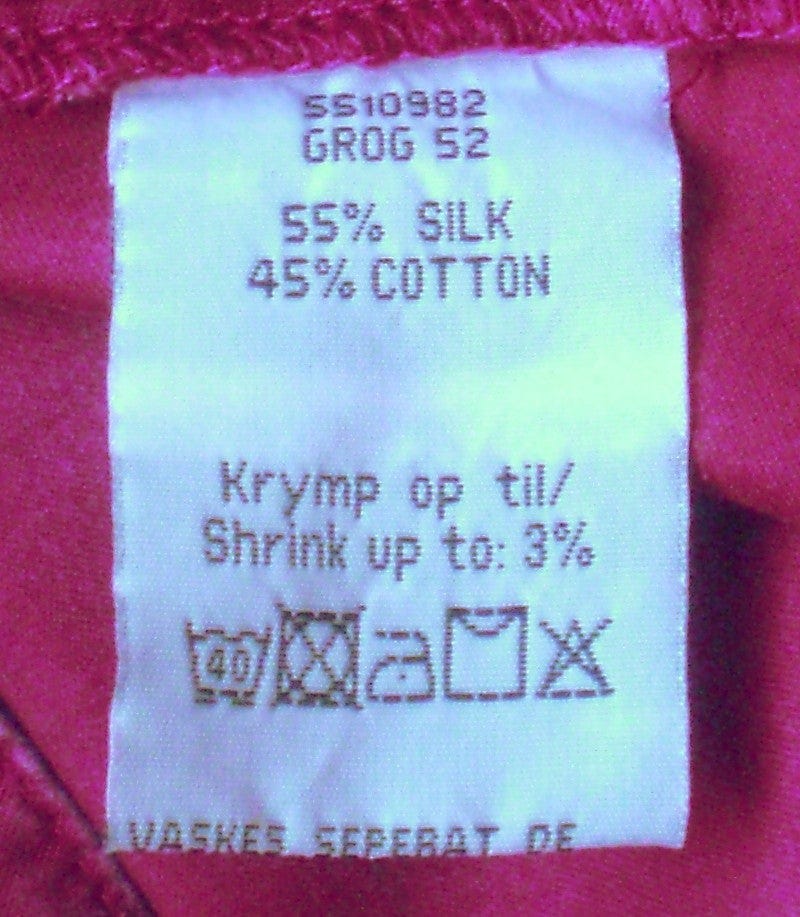 5510982
GROG 52
55% SILK
45% COTTON
Krymp op til/
Shrink up to: 3%
40
VASKES SEPERAT DE